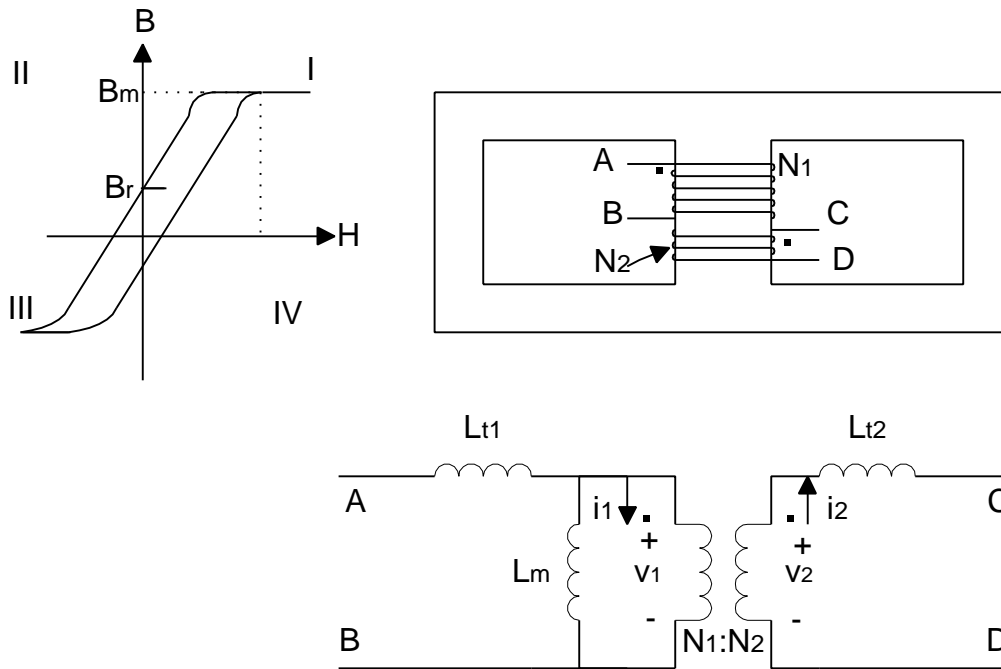 B
II
I
Bm
Br
H
III
IV
A
N1
B
C
N2
D
Lt1
Lt2
A
i1
i2
C
+
+
Lm
v1
v2
-
-
B
N1:N2
D